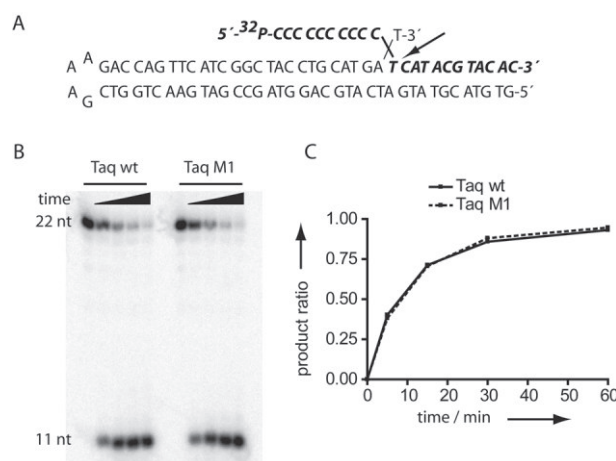 A
5´-32P-CCC CCC CCC C
T-3´
A A GACCAG TTC ATC GGC TAC CTG CAT GA T CAT ACG TAC AC-3´
A G CTG GTC AAG TAG CCG ATG GAC GTA CTA GTA TGC ATG TG-5´
B
Taq wt Taq M1
time
22 nt
11 nt
C
Taq wt
Taq M1
product ratio
1.00
0.75
0.50
0.25
0.00
0 10 20 30 40 50 60
time / min